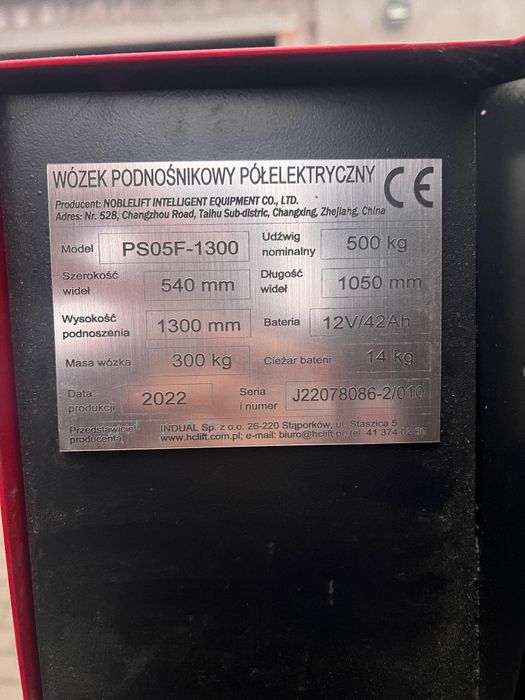 WÓZEK PODNOŚNIKOWY PÓŁELEKTRYCZNY CE
Producent: NOBLELIFT INTELLIGENT EQUIPMENT CO., LTD.
Adres: Nr. 528, Changzhou Road, Taihu Sub-distric, Changxing, Zhejiang, China
Model PS05F-1300 Udźwig nominalny 500 kg
Szerokość wideł 540 mm Długość wideł 1050 mm
Wysokość podnoszenia 1300 mm Bateria 12V/42Ah
Masa wózka 300 kg Ciężar baterii 14 kg
Data produkcji 2022 Seria i numer J22078086-2/010
Przedstawiciel producenta INDUAL Sp. z o.o. 26-220 Stąporków, ul. Staszica 5
www.hclift.com.pl; e-mail: biuro@hclift.pl; tel. 41 374